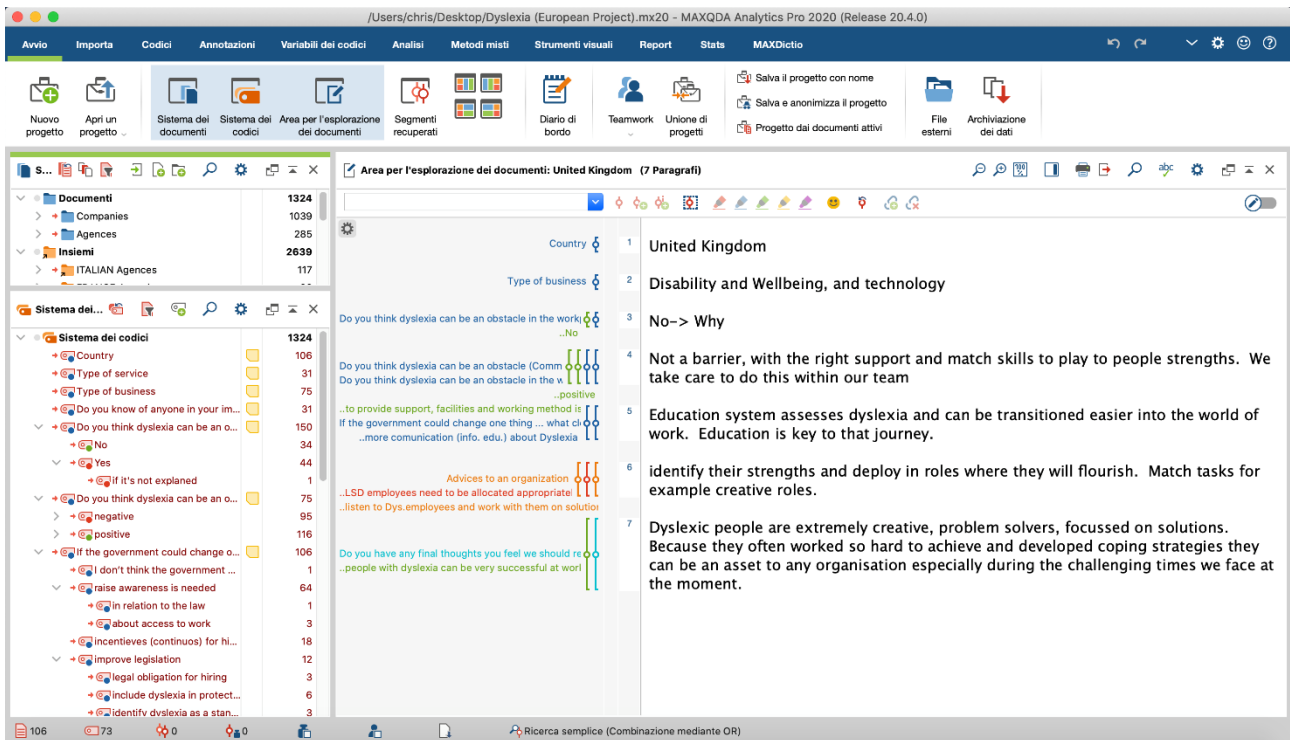 /Users/chris/Desktop/Dyslexia (European Project).mx20 - MAXQDA Analytics Pro 2020 (Release 20.4.0)
Avvio Importa Codici Annotazioni Variabili dei codici Analisi Metodi misti Strumenti visuali Report Stats MAXDictio
Nuovo progetto
Apri un progetto
Sistema dei documenti
Sistema dei codici
Area per l'esplorazione dei documenti
Segmenti recuperati
Diario di bordo
Teamwork
Unione di progetti
Salva il progetto con nome
Salva e anonimizza il progetto
Progetto dai documenti attivi
File esterni
Archiviazione dei dati
S...
Documenti 1324
Companies 1039
Agences 285
Insiemi 2639
ITALIAN Agences 117
Sistema dei...
Sistema dei codici 1324
Country 106
Type of service 31
Type of business 75
Do you know of anyone in your im... 31
Do you think dyslexia can be an o... 150
No 34
Yes 44
if it's not explaned 1
Do you think dyslexia can be an o... 75
negative 95
positive 116
If the government could change o... 106
I don't think the government ... 1
raise awareness is needed 64
in relation to the law 1
about access to work 3
incentieves (continuos) for hi... 18
improve legislation 12
legal obligation for hiring 3
include dyslexia in protect... 6
identify dyslexia as a stan... 3
Area per l'esplorazione dei documenti: United Kingdom (7 Paragrafi)
100
abc
Country
1 United Kingdom
Type of business
2 Disability and Wellbeing, and technology
Do you think dyslexia can be an obstacle in the work
..No
3 No-> Why
Do you think dyslexia can be an obstacle (Comm
Do you think dyslexia can be an obstacle in the w
..positive
4 Not a barrier, with the right support and match skills to play to people strengths. We
take care to do this within our team
..to provide support, facilities and working method is
If the government could change one thing ... what
..more comunication (info. edu.) about Dyslexia
5 Education system assesses dyslexia and can be transitioned easier into the world of
work. Education is key to that journey.
Advices to an organization
..LSD employees need to be allocated appropriate
..listen to Dys.employees and work with them on solution
6 identify their strengths and deploy in roles where they will flourish. Match tasks for
example creative roles.
Do you have any final thoughts you feel we should
..people with dyslexia can be very successful at work
7 Dyslexic people are extremely creative, problem solvers, focussed on solutions.
Because they often worked so hard to achieve and developed coping strategies they
can be an asset to any organisation especially during the challenging times we face at
the moment.
106 73 0 0 Ricerca semplice (Combinazione mediante OR)